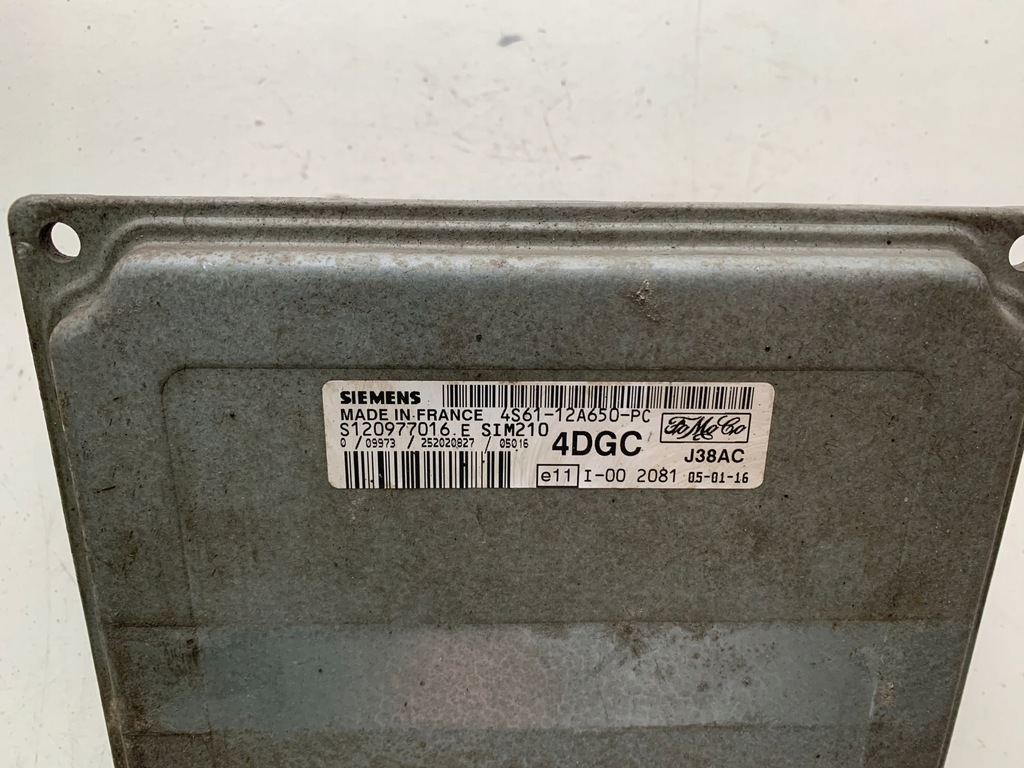 SIEMENS
MADE IN FRANCE 4S61-12A650-PC
S120977016 E SIM210
0 / 09973 / 252020827 / 05016
4DGC
FoMoCo
J38AC
e11 I-00 2081 05-01-16